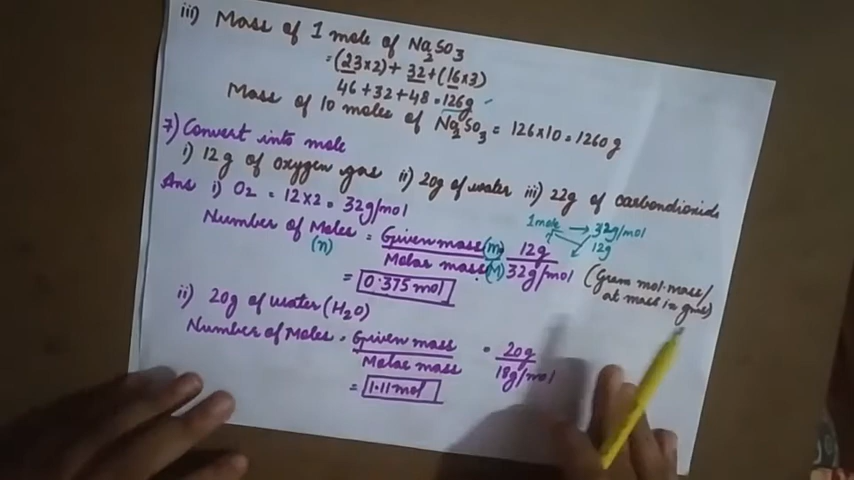 iii) Mass of 1 mole of Na2SO3
= (23x2) + 32 + (16x3)
46 + 32 + 48 = 126g
Mass of 10 moles of Na2SO3 = 126x10 = 1260g
7) Convert into mole
i) 12g of oxygen gas ii) 20g of water iii) 22g of carbondioxide
Ans i) O2 = 12x2 = 32g/mol
1 mole → 32g/mol
12g
Number of Moles = Given mass (m) 12g
(n) Molar mass (M) 32g/mol
= 0.375 mol
(Gram mol. mass/
at mass in gms)
ii) 20g of water (H2O)
Number of Moles = Given mass = 20g
Molar mass 18g/mol
= 1.11 mol